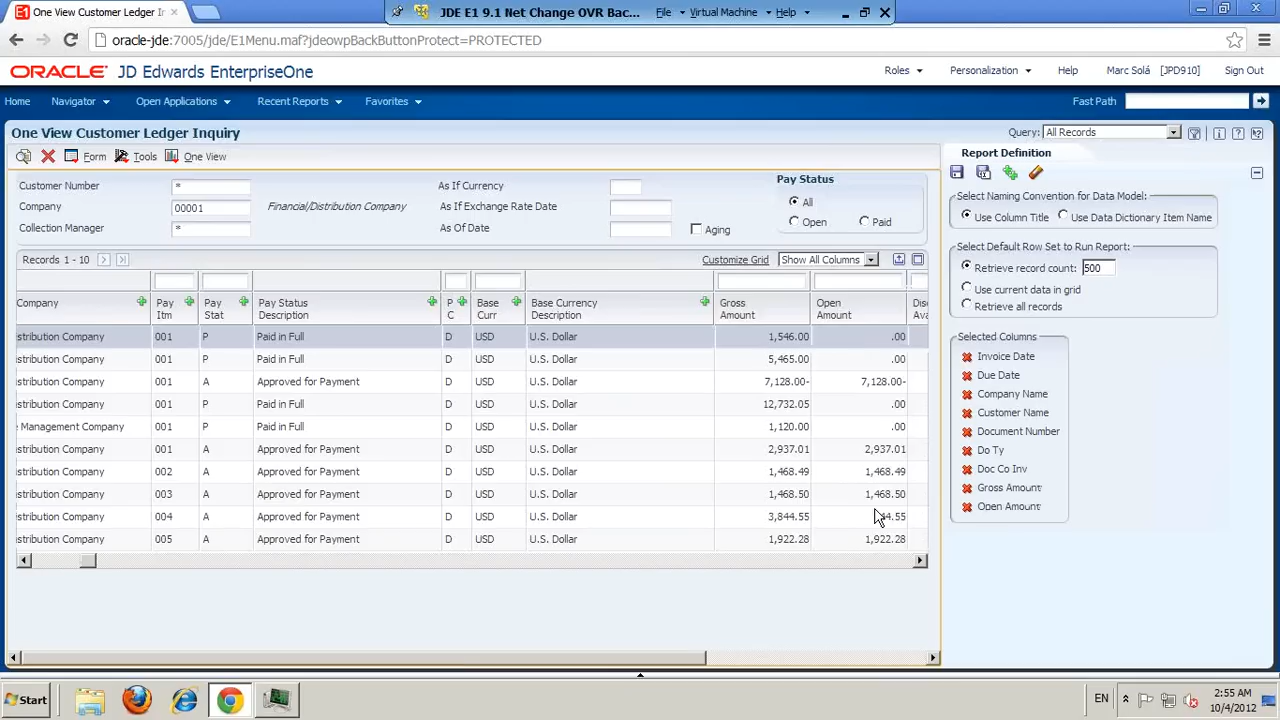 One View Customer Ledger In
JDE E1 9.1 Net Change OVR Bac... File Virtual Machine Help
oracle-jde:7005/jde/E1Menu.maf?jdeowpBackButtonProtect=PROTECTED
ORACLE JD Edwards EnterpriseOne
Roles Personalization Help Marc Solá [JPD910] Sign Out
Home Navigator Open Applications Recent Reports Favorites Fast Path
One View Customer Ledger Inquiry Query: All Records
Form Tools One View
Report Definition
Customer Number * As If Currency Pay Status
Company 00001 Financial/Distribution Company As If Exchange Rate Date All
Collection Manager * As Of Date Aging Open Paid
Select Naming Convention for Data Model:
Use Column Title Use Data Dictionary Item Name
Select Default Row Set to Run Report:
Retrieve record count: 500
Use current data in grid
Retrieve all records
Records 1 - 10 Customize Grid Show All Columns
Company Pay Itm Pay Stat Pay Status Description P C Base Curr Base Currency Description Gross Amount Open Amount
stribution Company 001 P Paid in Full D USD U.S. Dollar 1,546.00 .00
stribution Company 001 P Paid in Full D USD U.S. Dollar 5,465.00 .00
stribution Company 001 A Approved for Payment D USD U.S. Dollar 7,128.00- 7,128.00-
stribution Company 001 P Paid in Full D USD U.S. Dollar 12,732.05 .00
e Management Company 001 P Paid in Full D USD U.S. Dollar 1,120.00 .00
stribution Company 001 A Approved for Payment D USD U.S. Dollar 2,937.01 2,937.01
stribution Company 002 A Approved for Payment D USD U.S. Dollar 1,468.49 1,468.49
stribution Company 003 A Approved for Payment D USD U.S. Dollar 1,468.50 1,468.50
stribution Company 004 A Approved for Payment D USD U.S. Dollar 3,844.55
stribution Company 005 A Approved for Payment D USD U.S. Dollar 1,922.28 1,922.28
Selected Columns
Invoice Date
Due Date
Company Name
Customer Name
Document Number
Do Ty
Doc Co Inv
Gross Amount
Open Amount
Start EN 2:55 AM
10/4/2012